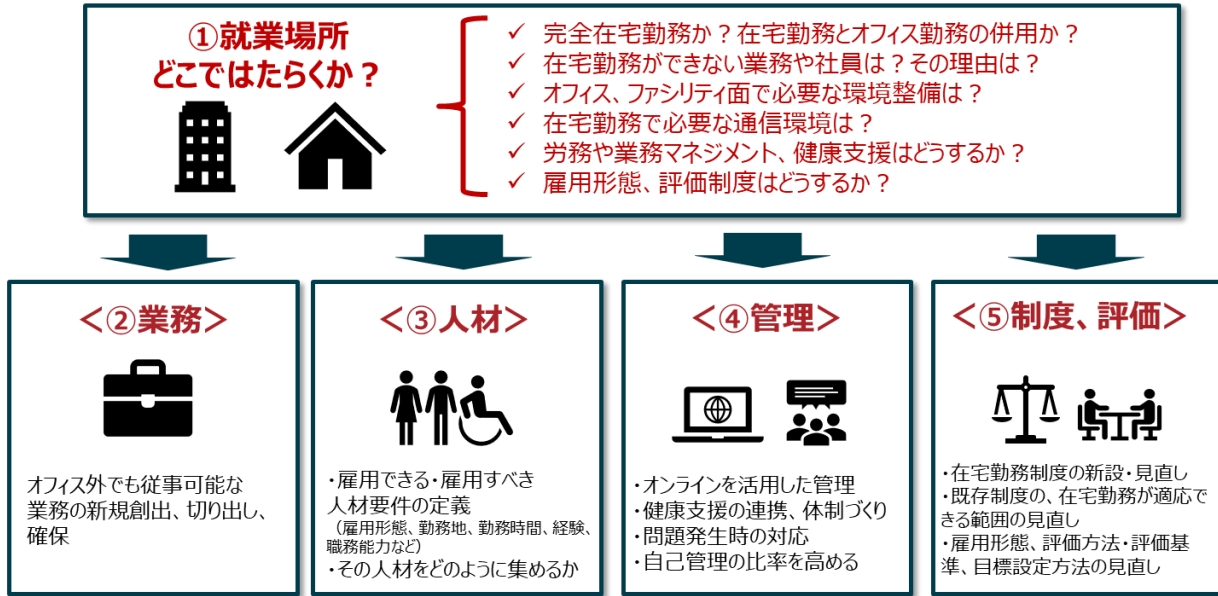 ①就業場所
どこではたらくか？
✓ 完全在宅勤務か？在宅勤務とオフィス勤務の併用か？
✓ 在宅勤務ができない業務や社員は？その理由は？
✓ オフィス、ファシリティ面で必要な環境整備は？
✓ 在宅勤務で必要な通信環境は？
✓ 労務や業務マネジメント、健康支援はどうするか？
✓ 雇用形態、評価制度はどうするか？
＜②業務＞
オフィス外でも従事可能な
業務の新規創出、切り出し、
確保
＜③人材＞
・雇用できる・雇用すべき
人材要件の定義
（雇用形態、勤務地、勤務時間、経験、
職務能力など）
・その人材をどのように集めるか
＜④管理＞
・オンラインを活用した管理
・健康支援の連携、体制づくり
・問題発生時の対応
・自己管理の比率を高める
＜⑤制度、評価＞
・在宅勤務制度の新設・見直し
・既存制度の、在宅勤務が適応で
きる範囲の見直し
・雇用形態、評価方法・評価基
準、目標設定方法の見直し